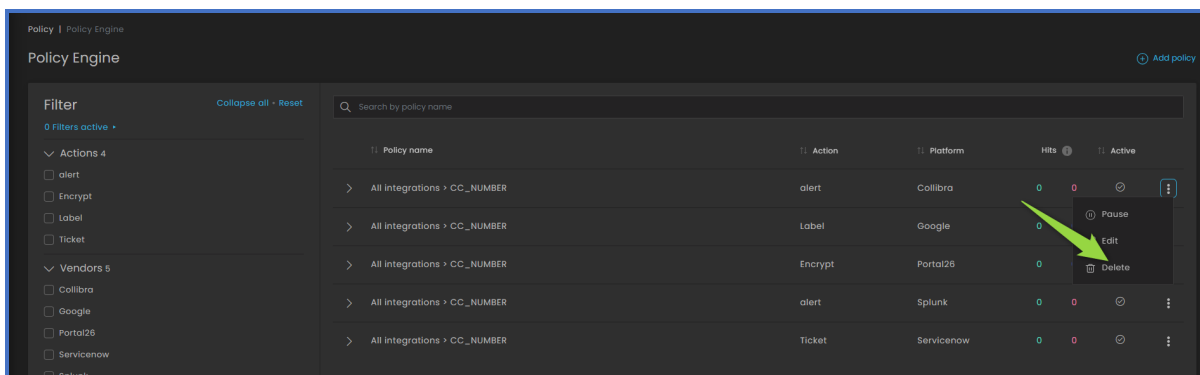 Policy | Policy Engine
Policy Engine
Add policy
Filter
Collapse all • Reset
0 Filters active
Actions 4
alert
Encrypt
Label
Ticket
Vendors 5
Collibra
Google
Portal26
Servicenow
Splunk
Search by policy name
Policy name Action Platform Hits Active
All integrations > CC_NUMBER alert Collibra 0 0
All integrations > CC_NUMBER Label Google 0
All integrations > CC_NUMBER Encrypt Portal26 0
All integrations > CC_NUMBER alert Splunk 0 0
All integrations > CC_NUMBER Ticket Servicenow 0 0
Pause
Edit
Delete